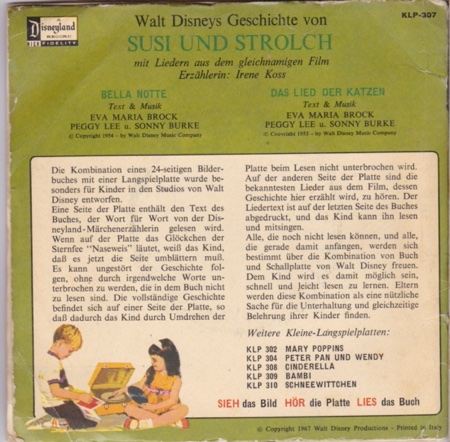 Disneyland
RECORD
HIGH FIDELITY
KLP-307
Walt Disneys Geschichte von
SUSI UND STROLCH
mit Liedern aus dem gleichnamigen Film
Erzählerin: Irene Koss
BELLA NOTTE
Text & Musik
EVA MARIA BROCK
PEGGY LEE u. SONNY BURKE
© Copyright 1954 – by Walt Disney Music Company
DAS LIED DER KATZEN
Text & Musik
EVA MARIA BROCK
PEGGY LEE u. SONNY BURKE
© Copyright 1953 – by Walt Disney Music Company
Die Kombination eines 24-seitigen Bilder-
buches mit einer Langspielplatte wurde be-
sonders für Kinder in den Studios von Walt
Disney entworfen.
Eine Seite der Platte enthält den Text des
Buches, der Wort für Wort von der Dis-
neyland-Märchenerzählerin gelesen wird.
Wenn auf der Platte das Glöckchen der
Sternfee "Naseweis" läutet, weiß das Kind,
daß es jetzt die Seite umblättern muß.
Es kann ungestört der Geschichte fol-
gen, ohne durch irgendwelche Worte un-
terbrochen zu werden, die in dem Buch nicht
zu lesen sind. Die vollständige Geschichte
befindet sich auf einer Seite der Platte, so
daß dadurch das Kind durch Umdrehen der
Platte beim Lesen nicht unterbrochen wird.
Auf der anderen Seite der Platte sind die
bekanntesten Lieder aus dem Film, dessen
Geschichte hier erzählt wird, zu hören. Der
Liedertext ist auf der letzten Seite des Buches
abgedruckt, und das Kind kann ihn lesen
und mitsingen.
Alle, die noch nicht lesen können, und alle,
die gerade damit anfangen, werden sich
bestimmt über die Kombination von Buch
und Schallplatte von Walt Disney freuen.
Dem Kind wird es damit möglich sein,
schnell und leicht lesen zu lernen. Eltern
werden diese Kombination als eine nützliche
Sache für die Unterhaltung und gleichzeitige
Belehrung ihrer Kinder finden.
Weitere Kleine-Langspielplatten:
KLP 302 MARY POPPINS
KLP 304 PETER PAN UND WENDY
KLP 308 CINDERELLA
KLP 309 BAMBI
KLP 310 SCHNEEWITTCHEN
SIEH das Bild HÖR die Platte LIES das Buch
© Copyright 1967 Walt Disney Productions - Printed in Italy